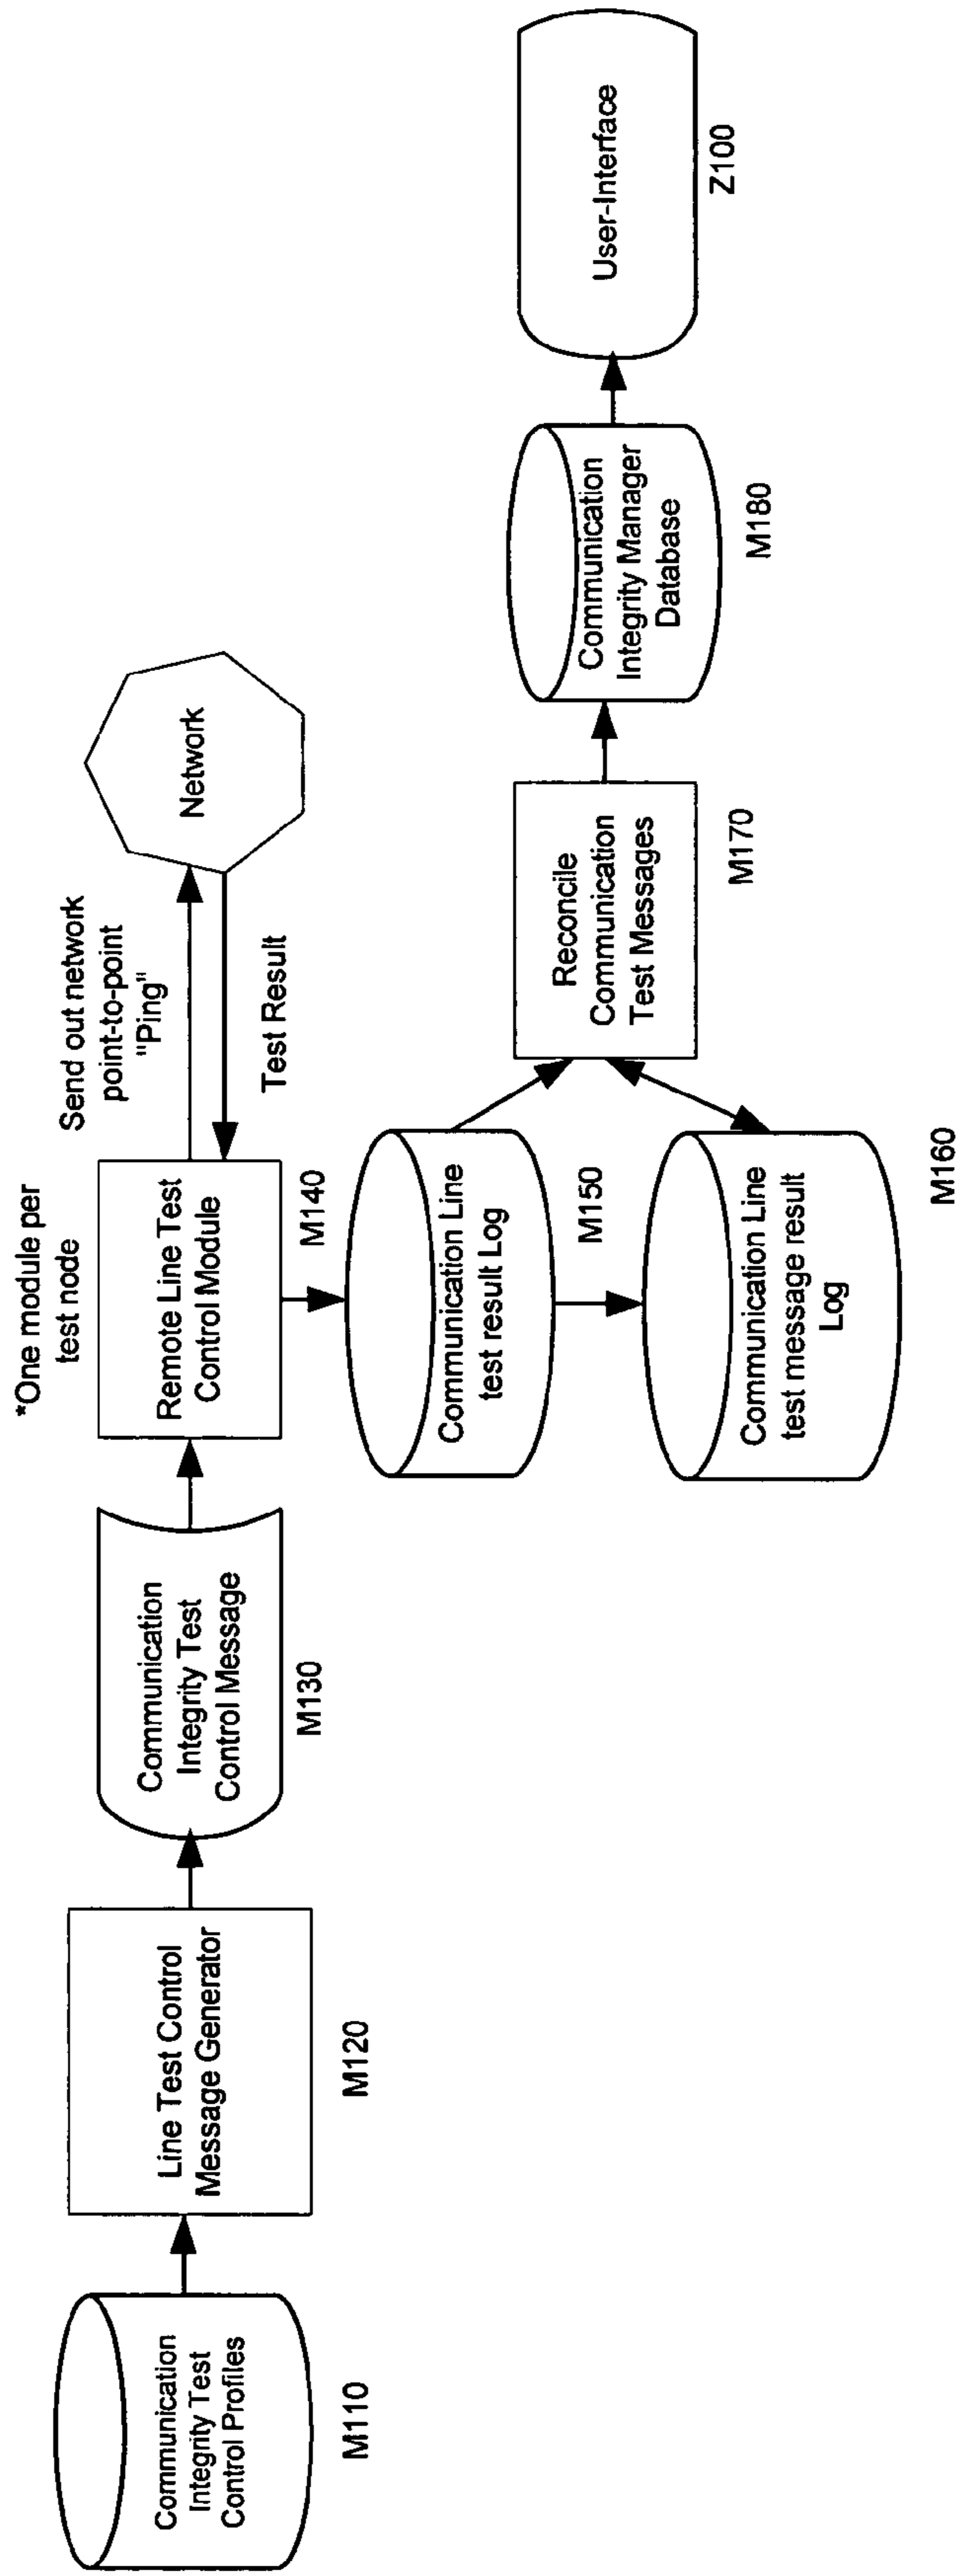 Communication
Integrity Test
Control Profiles
M110
Line Test Control
Message Generator
M120
Communication
Integrity Test
Control Message
M130
*One module per
test node
Remote Line Test
Control Module
M140
Send out network
point-to-point
"Ping"
Test Result
Network
Communication Line
test result Log
M150
Communication Line
test message result
Log
M160
Reconcile
Communication
Test Messages
M170
Communication
Integrity Manager
Database
M180
User-Interface
Z100